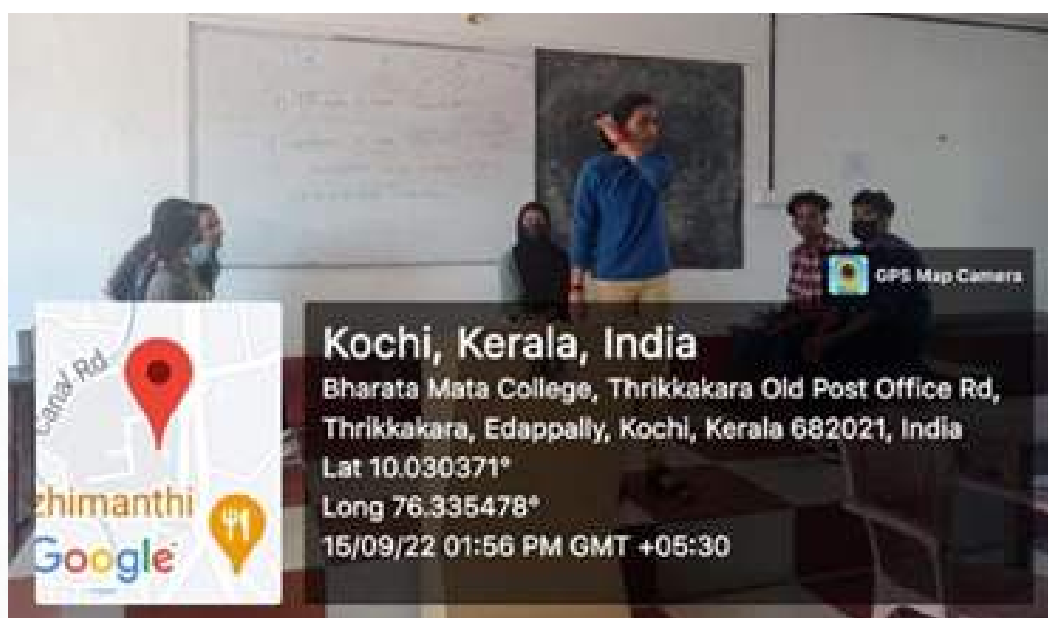 GPS Map Camera
Kochi, Kerala, India
Bharata Mata College, Thrikkakara Old Post Office Rd,
Thrikkakara, Edappally, Kochi, Kerala 682021, India
Lat 10.030371°
Long 76.335478°
15/09/22 01:56 PM GMT +05:30
Canal Rd
zhimanthi
Google